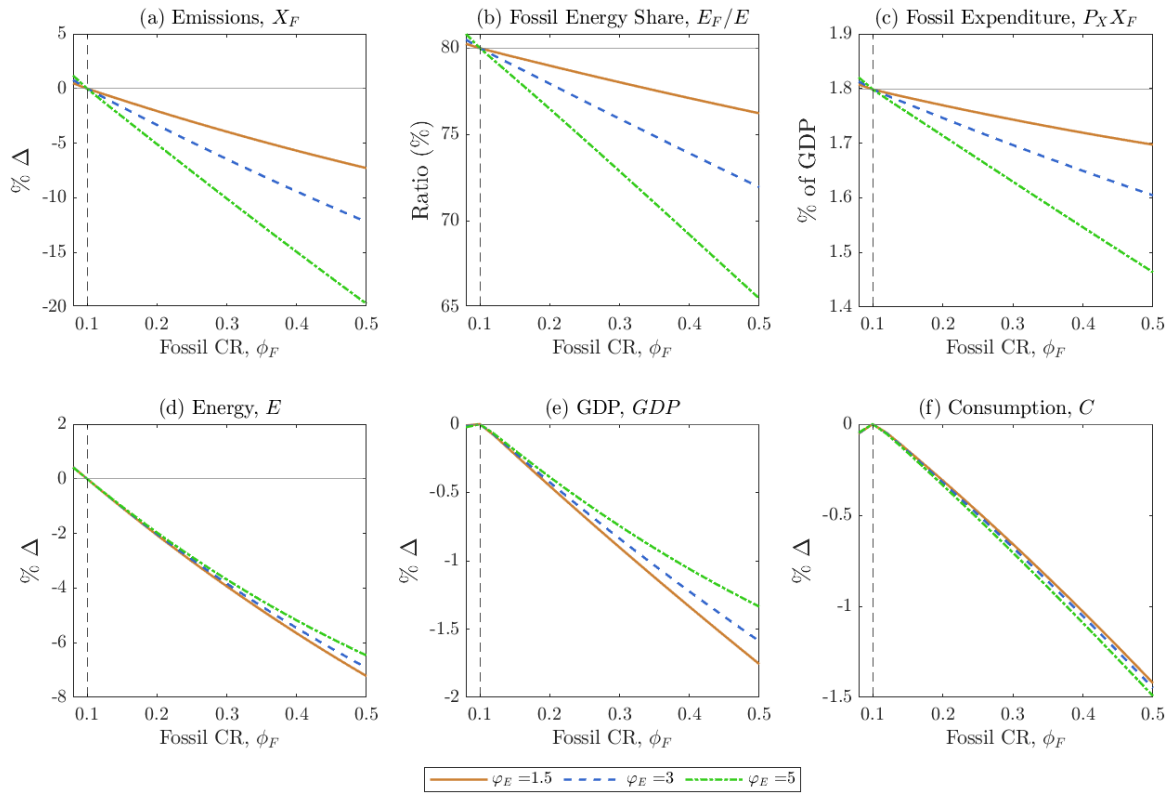 (a) Emissions, X_F
5
0
-5
-10
-15
-20
% Δ
0.1 0.2 0.3 0.4 0.5
Fossil CR, ϕ_F
(b) Fossil Energy Share, E_F/E
80
75
70
65
Ratio (%)
0.1 0.2 0.3 0.4 0.5
Fossil CR, ϕ_F
(c) Fossil Expenditure, P_X X_F
1.9
1.8
1.7
1.6
1.5
1.4
% of GDP
0.1 0.2 0.3 0.4 0.5
Fossil CR, ϕ_F
(d) Energy, E
2
0
-2
-4
-6
-8
% Δ
0.1 0.2 0.3 0.4 0.5
Fossil CR, ϕ_F
(e) GDP, GDP
0
-0.5
-1
-1.5
-2
% Δ
0.1 0.2 0.3 0.4 0.5
Fossil CR, ϕ_F
(f) Consumption, C
0
-0.5
-1
-1.5
% Δ
0.1 0.2 0.3 0.4 0.5
Fossil CR, ϕ_F
φ_E =1.5 φ_E =3 φ_E =5